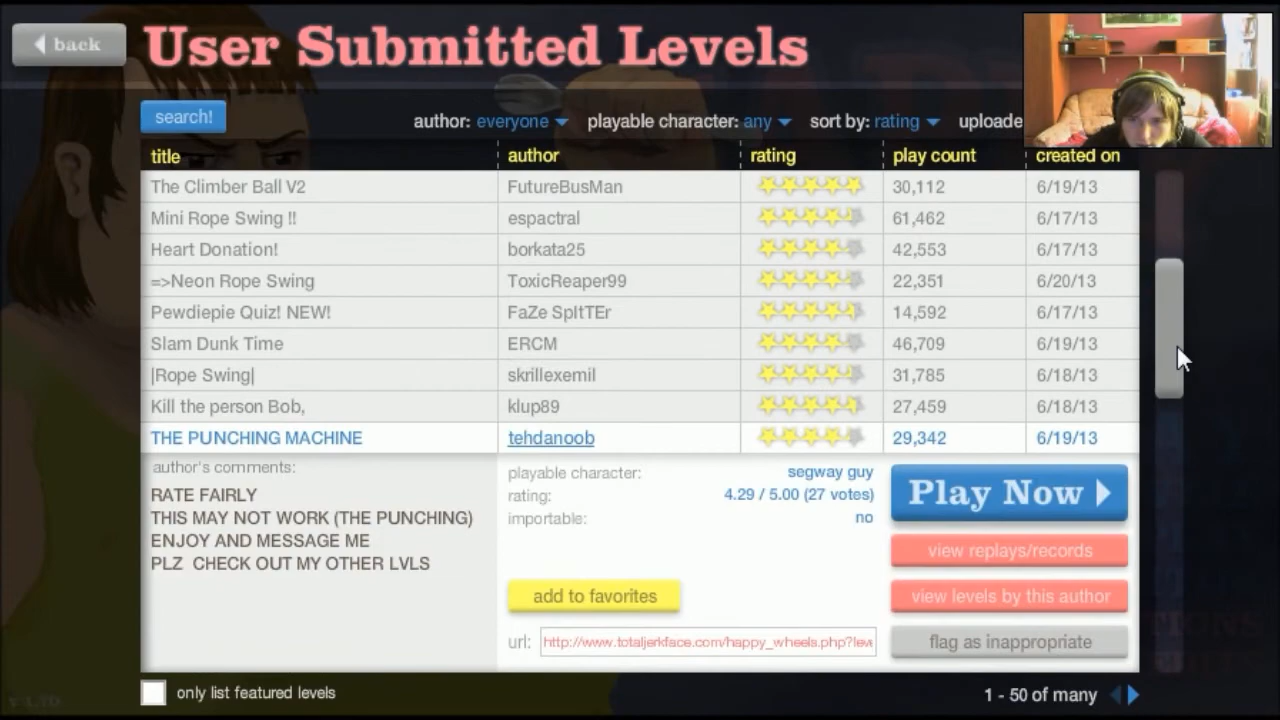 back
User Submitted Levels
search!
author: everyone playable character: any sort by: rating uploade
title author rating play count created on
The Climber Ball V2 FutureBusMan 30,112 6/19/13
Mini Rope Swing !! espactral 61,462 6/17/13
Heart Donation! borkata25 42,553 6/17/13
=>Neon Rope Swing ToxicReaper99 22,351 6/20/13
Pewdiepie Quiz! NEW! FaZe SpItTEr 14,592 6/17/13
Slam Dunk Time ERCM 46,709 6/19/13
|Rope Swing| skrillexemil 31,785 6/18/13
Kill the person Bob, klup89 27,459 6/18/13
THE PUNCHING MACHINE tehdanoob 29,342 6/19/13
author's comments:
RATE FAIRLY
THIS MAY NOT WORK (THE PUNCHING)
ENJOY AND MESSAGE ME
PLZ CHECK OUT MY OTHER LVLS
playable character: segway guy
rating: 4.29 / 5.00 (27 votes)
importable: no
add to favorites
url: http://www.totaljerkface.com/happy_wheels.php?leve
Play Now
view replays/records
view levels by this author
flag as inappropriate
only list featured levels
1 - 50 of many